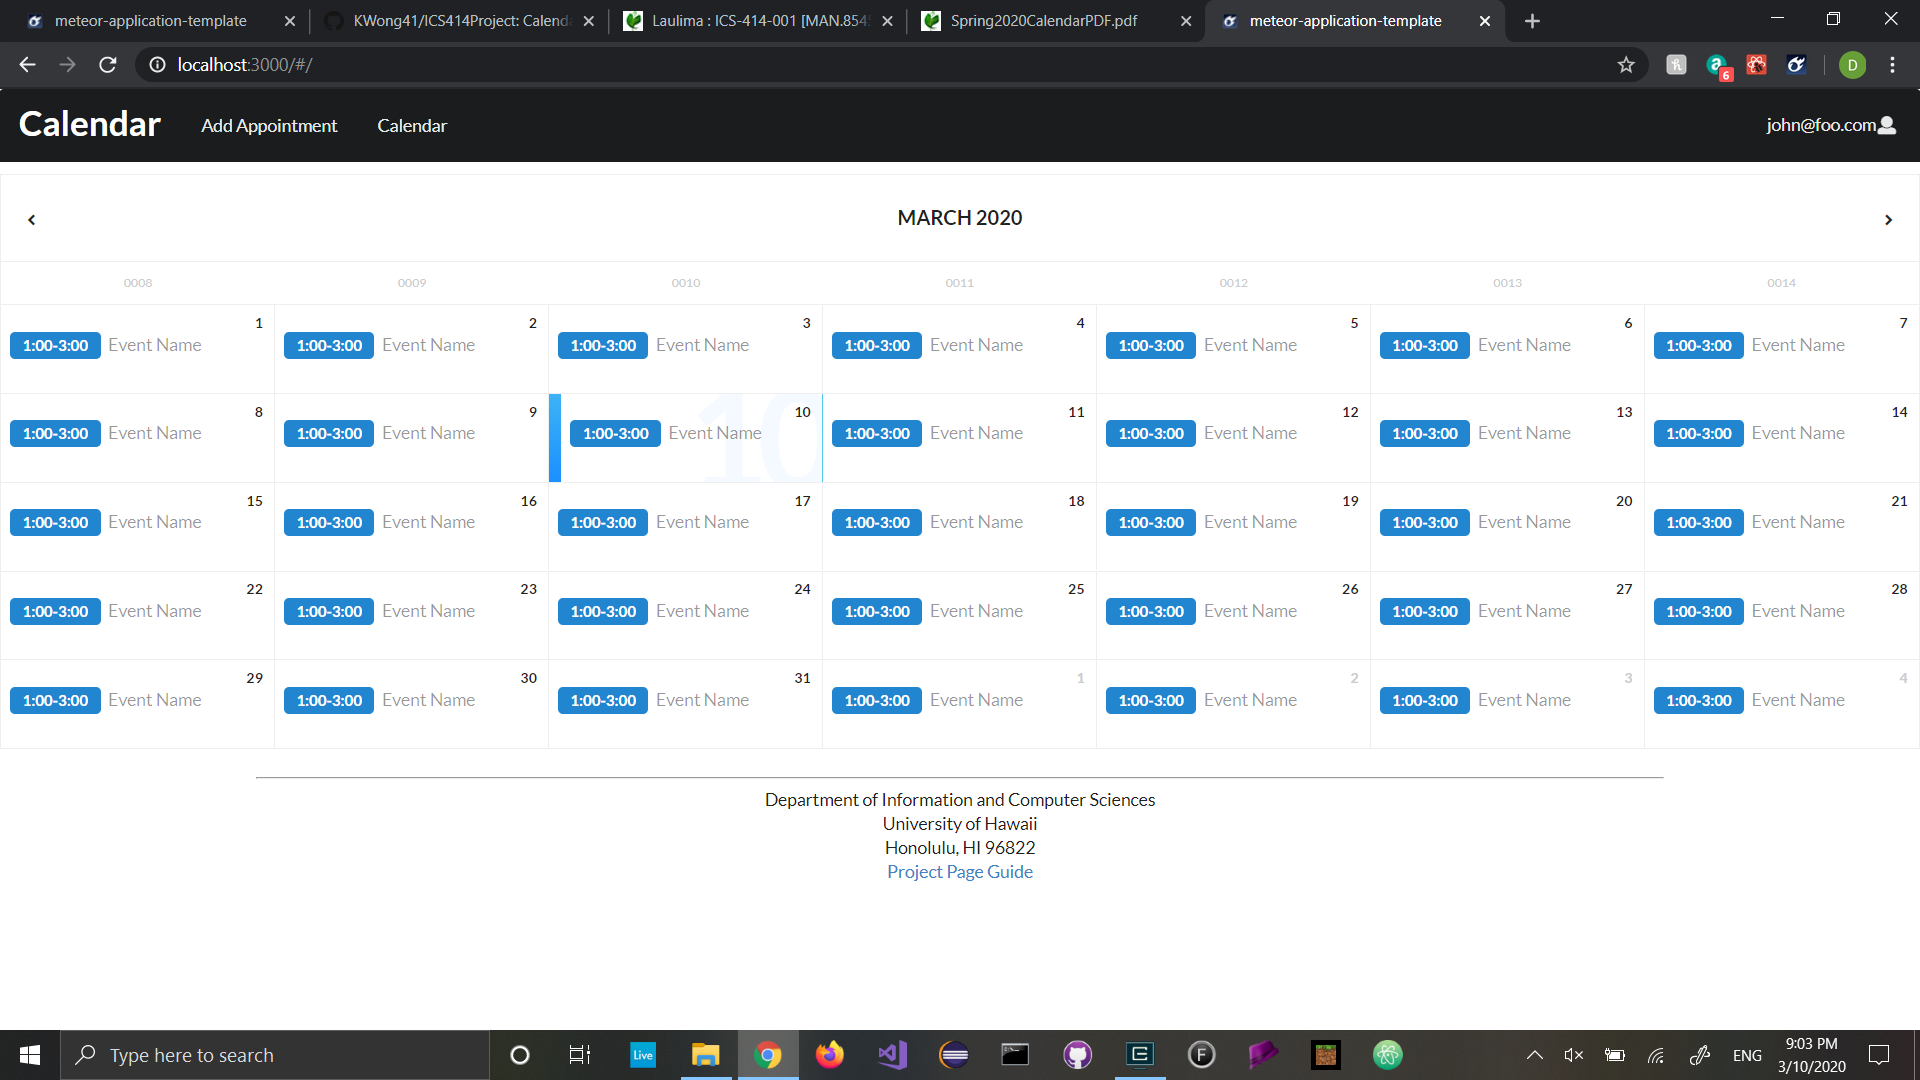 meteor-application-template
KWong41/ICS414Project: Calend
Laulima : ICS-414-001 [MAN.854
Spring2020CalendarPDF.pdf
meteor-application-template
localhost:3000/#/
6
D
Calendar
Add Appointment
Calendar
john@foo.com
MARCH 2020
0008 0009 0010 0011 0012 0013 0014
1 2 3 4 5 6 7
1:00-3:00 Event Name 1:00-3:00 Event Name 1:00-3:00 Event Name 1:00-3:00 Event Name 1:00-3:00 Event Name 1:00-3:00 Event Name 1:00-3:00 Event Name
8 9 10 10 11 12 13 14
1:00-3:00 Event Name 1:00-3:00 Event Name 1:00-3:00 Event Name 1:00-3:00 Event Name 1:00-3:00 Event Name 1:00-3:00 Event Name 1:00-3:00 Event Name
15 16 17 18 19 20 21
1:00-3:00 Event Name 1:00-3:00 Event Name 1:00-3:00 Event Name 1:00-3:00 Event Name 1:00-3:00 Event Name 1:00-3:00 Event Name 1:00-3:00 Event Name
22 23 24 25 26 27 28
1:00-3:00 Event Name 1:00-3:00 Event Name 1:00-3:00 Event Name 1:00-3:00 Event Name 1:00-3:00 Event Name 1:00-3:00 Event Name 1:00-3:00 Event Name
29 30 31 1 2 3 4
1:00-3:00 Event Name 1:00-3:00 Event Name 1:00-3:00 Event Name 1:00-3:00 Event Name 1:00-3:00 Event Name 1:00-3:00 Event Name 1:00-3:00 Event Name
Department of Information and Computer Sciences
University of Hawaii
Honolulu, HI 96822
Project Page Guide
Type here to search
Live
ENG
9:03 PM
3/10/2020